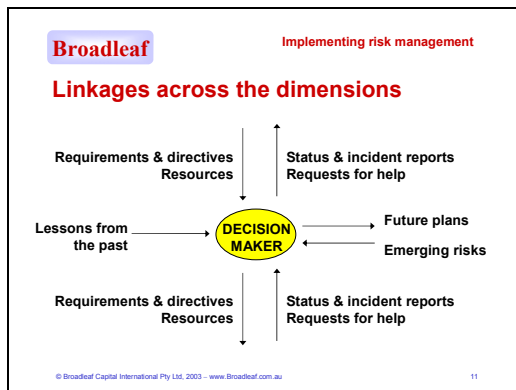 Broadleaf
Implementing risk management
Linkages across the dimensions
Requirements & directives
Resources
Status & incident reports
Requests for help
Lessons from
the past
DECISION
MAKER
Future plans
Emerging risks
Requirements & directives
Resources
Status & incident reports
Requests for help
© Broadleaf Capital International Pty Ltd, 2003 – www.Broadleaf.com.au
11